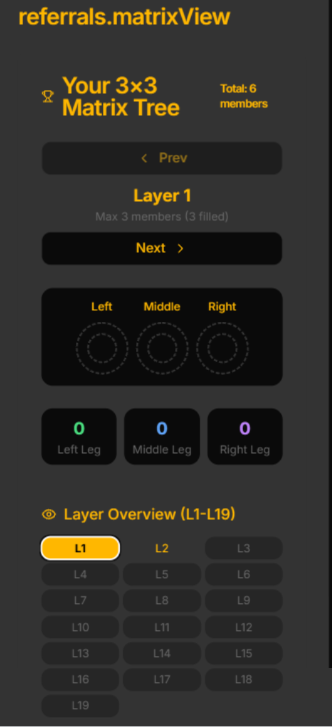 referrals.matrixView
Your 3×3 Total: 6
Matrix Tree members
Prev
Layer 1
Max 3 members (3 filled)
Next
Left Middle Right
0 0 0
Left Leg Middle Leg Right Leg
Layer Overview (L1-L19)
L1 L2 L3
L4 L5 L6
L7 L8 L9
L10 L11 L12
L13 L14 L15
L16 L17 L18
L19